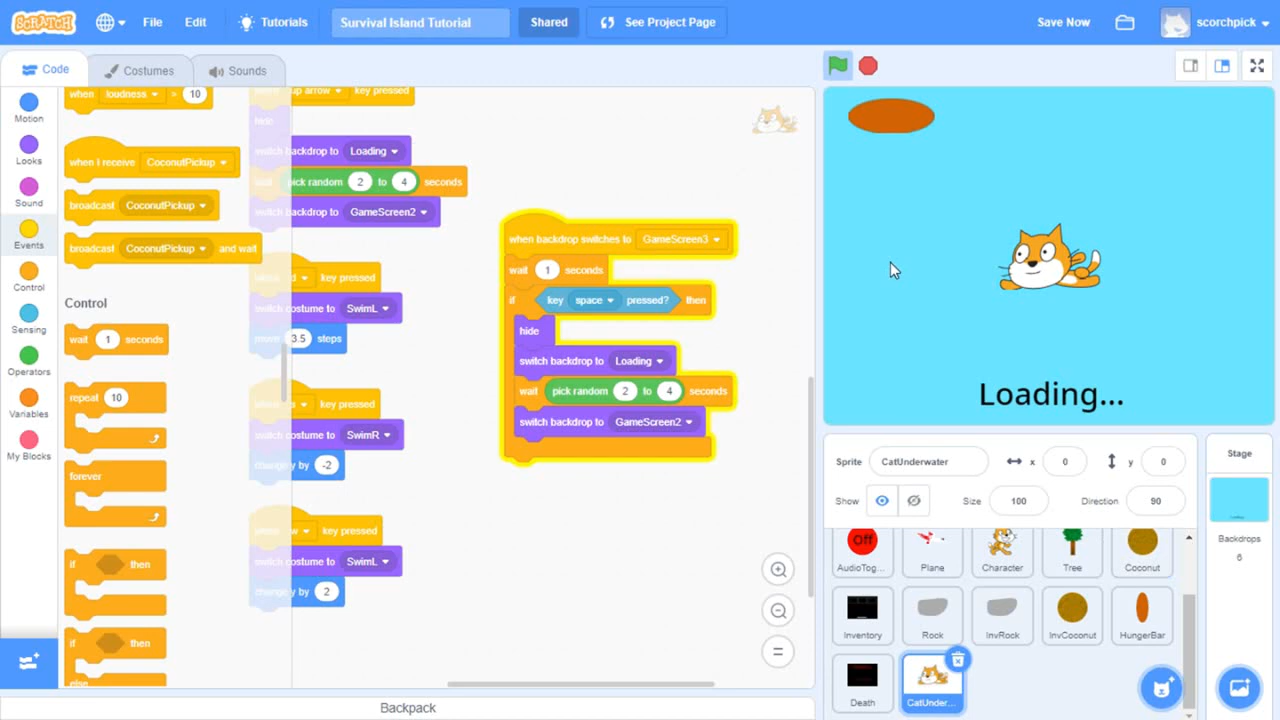 SCRATCH File Edit Tutorials Survival Island Tutorial Shared See Project Page Save Now scorchpick
Code Costumes Sounds
Motion
Looks
Sound
Events
Control
Sensing
Operators
Variables
My Blocks
when loudness > 10
when I receive CoconutPickup
broadcast CoconutPickup
broadcast CoconutPickup and wait
Control
wait 1 seconds
repeat 10
forever
if then
if then
else
up arrow key pressed
hide
switch backdrop to Loading
wait pick random 2 to 4 seconds
switch backdrop to GameScreen2
key pressed
switch costume to SwimL
move 3.5 steps
key pressed
switch costume to SwimR
change y by -2
when w key pressed
switch costume to SwimL
change y by 2
when backdrop switches to GameScreen3
wait 1 seconds
if key space pressed? then
hide
switch backdrop to Loading
wait pick random 2 to 4 seconds
switch backdrop to GameScreen2
Backpack
Loading...
Sprite CatUnderwater x 0 y 0
Show Size 100 Direction 90
Off
AudioTog... Plane Character Tree Coconut
Inventory Rock InvRock InvCoconut HungerBar
Death CatUnder...
Stage
Backdrops
6